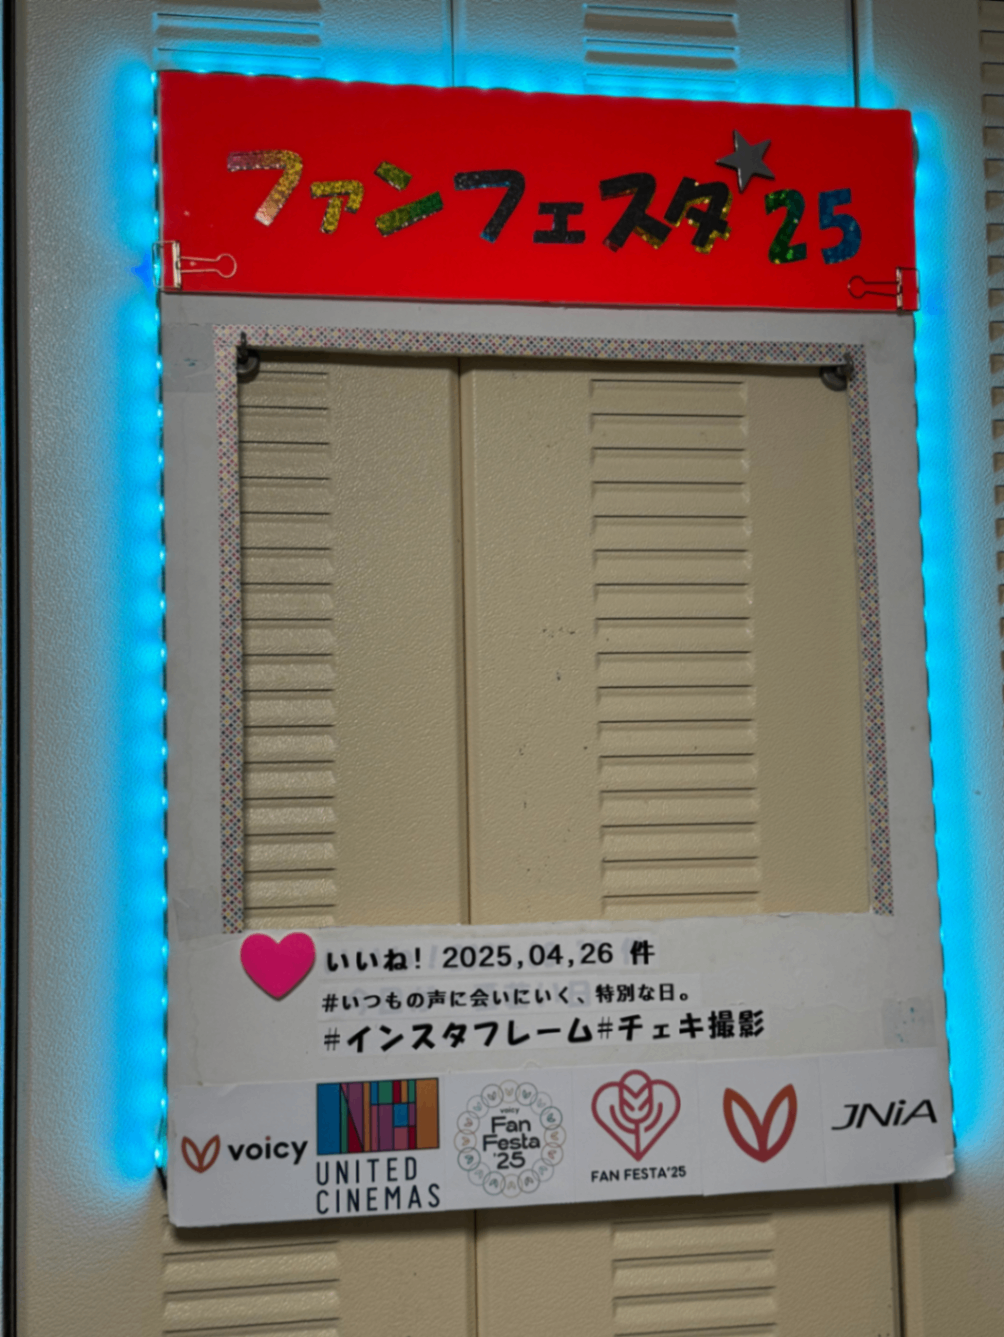 ファンフェスタ'25
いいね! 2025,04,26 件
#いつもの声に会いにいく、特別な日。
#インスタフレーム#チェキ撮影
voicy
UNITED
CINEMAS
voicy
Fan
Festa
'25
FAN FESTA'25
JNiA